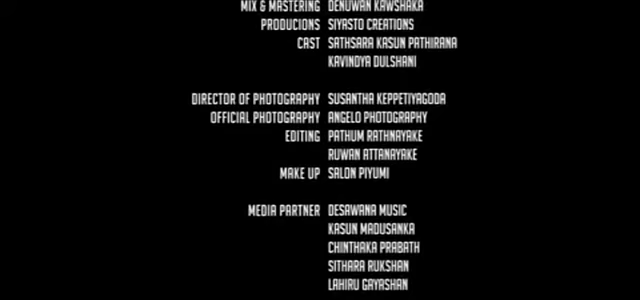 MIX & MASTERING DENUWAN KAWSHAKA
PRODUCIONS SIYASTO CREATIONS
CAST SATHSARA KASUN PATHIRANA
KAVINDYA DULSHANI
DIRECTOR OF PHOTOGRAPHY SUSANTHA KEPPETIYAGODA
OFFICIAL PHOTOGRAPHY ANGELO PHOTOGRAPHY
EDITING PATHUM RATHNAYAKE
RUWAN ATTANAYAKE
MAKE UP SALON PIYUMI
MEDIA PARTNER DESAWANA MUSIC
KASUN MADUSANKA
CHINTHAKA PRABATH
SITHARA RUKSHAN
LAHIRU GAYASHAN